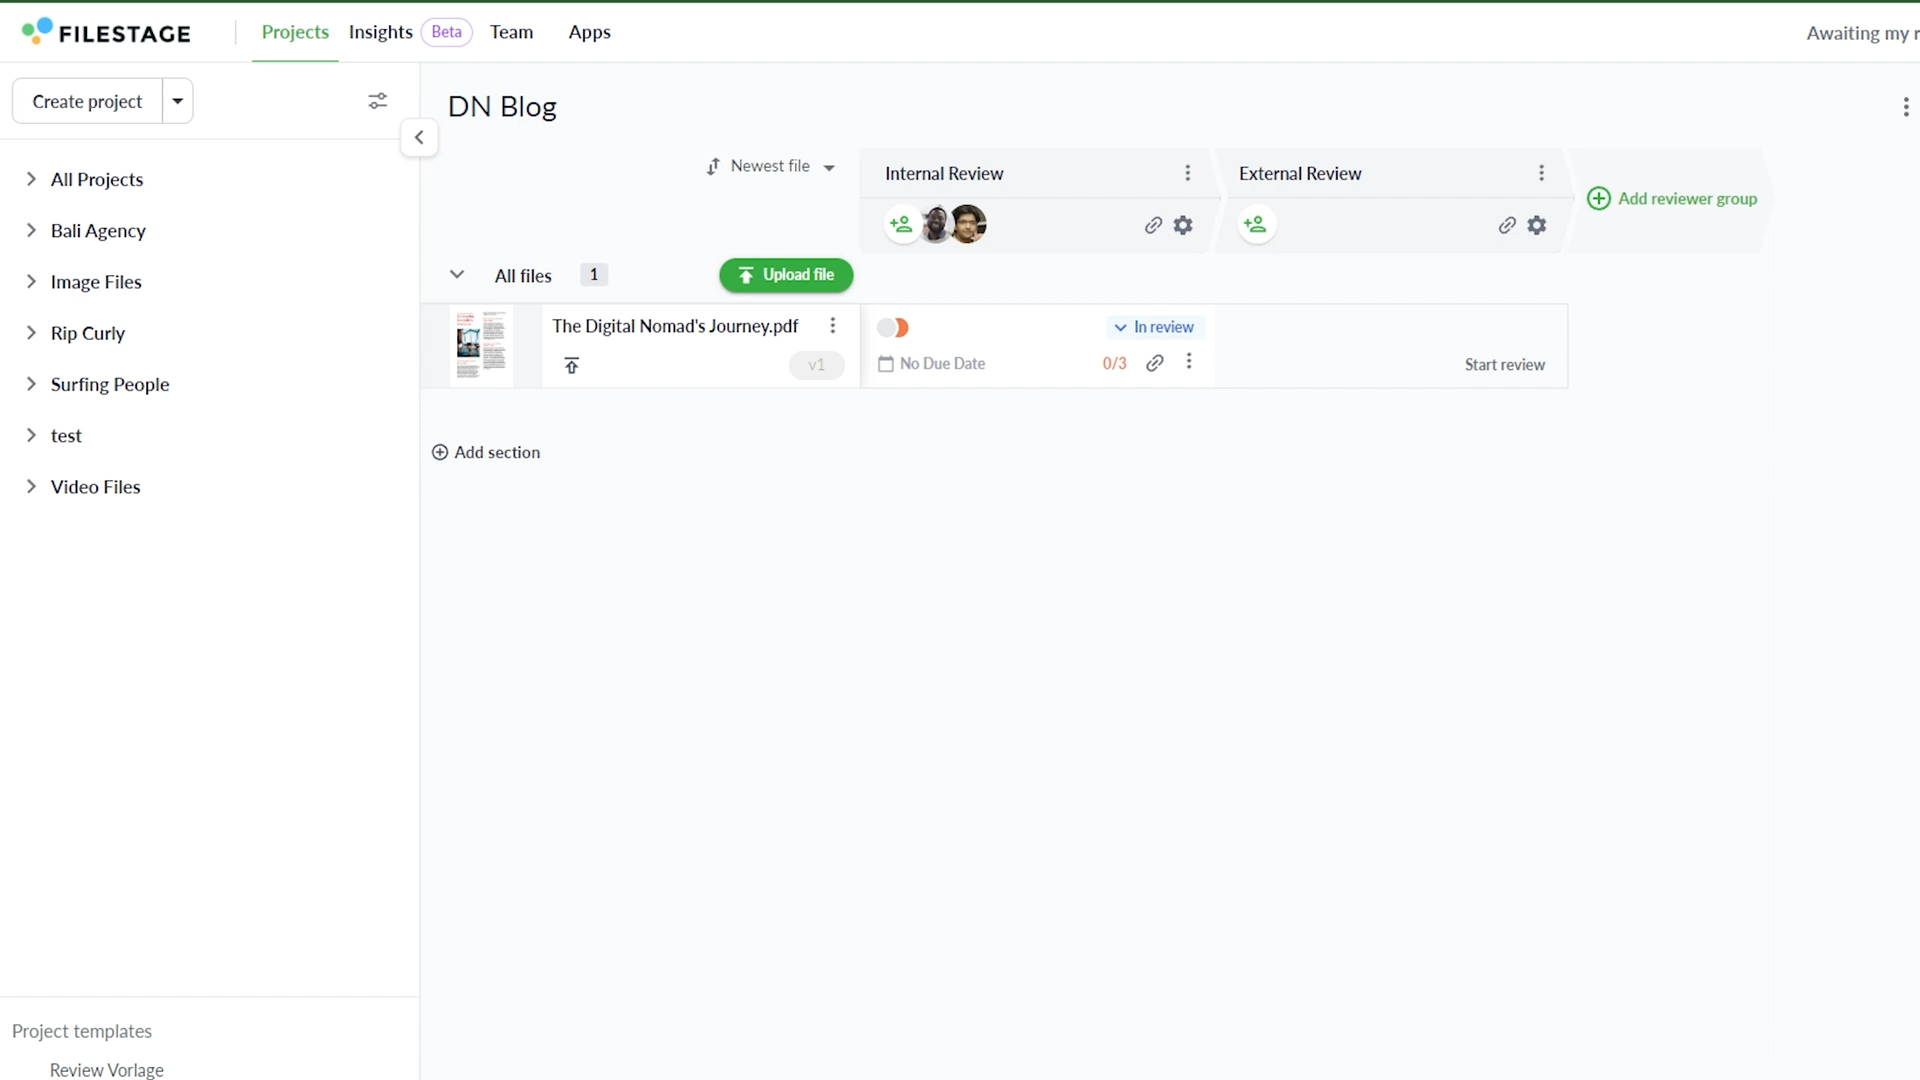 FILESTAGE
Projects
Insights
Beta
Team
Apps
Awaiting my r
Create project
DN Blog
All Projects
Bali Agency
Image Files
Rip Curly
Surfing People
test
Video Files
Newest file
Internal Review
External Review
Add reviewer group
All files
1
Upload file
The Digital Nomad's Journey.pdf
v1
In review
No Due Date
0/3
Start review
Add section
Project templates
Review Vorlage